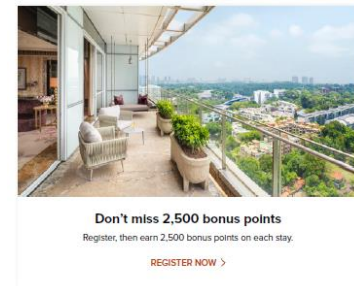 Don't miss 2,500 bonus points
Register, then earn 2,500 bonus points on each stay.
REGISTER NOW >